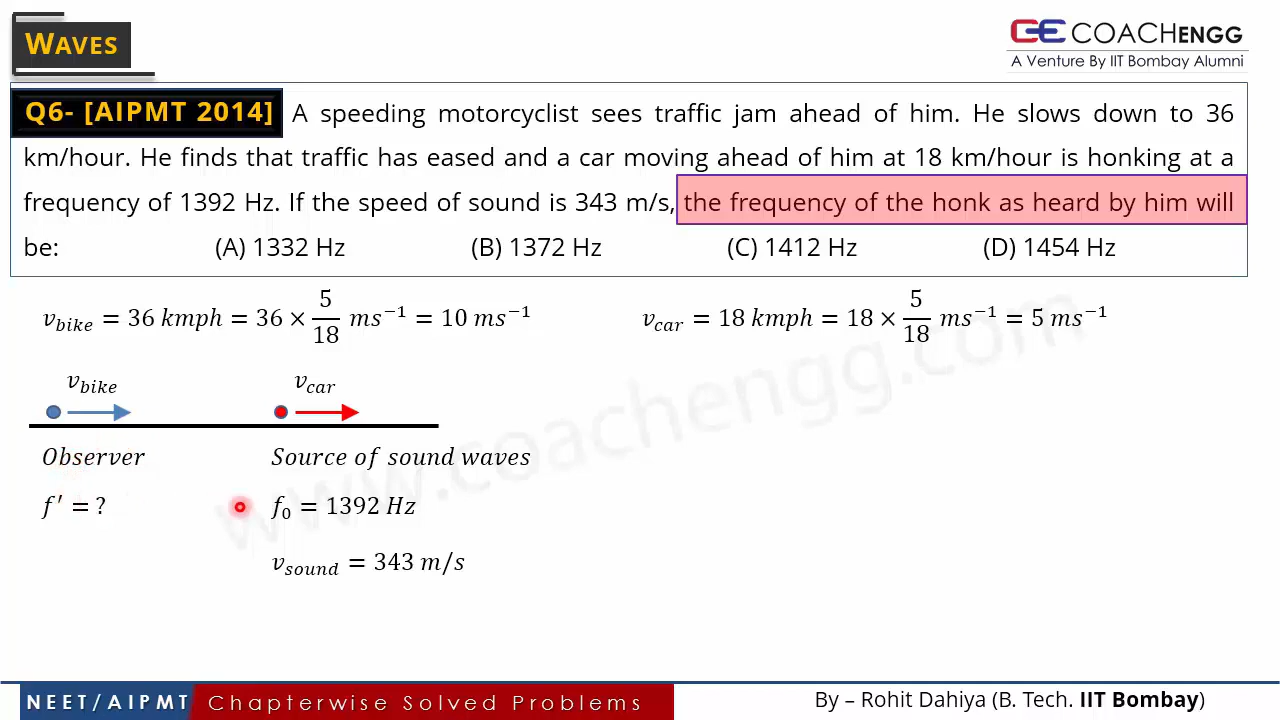 WAVES
CE COACHENGG
A Venture By IIT Bombay Alumni
Q6- [AIPMT 2014] A speeding motorcyclist sees traffic jam ahead of him. He slows down to 36
km/hour. He finds that traffic has eased and a car moving ahead of him at 18 km/hour is honking at a
frequency of 1392 Hz. If the speed of sound is 343 m/s, the frequency of the honk as heard by him will
be: (A) 1332 Hz (B) 1372 Hz (C) 1412 Hz (D) 1454 Hz
v_bike = 36 kmph = 36 × 5/18 ms⁻¹ = 10 ms⁻¹ v_car = 18 kmph = 18 × 5/18 ms⁻¹ = 5 ms⁻¹
v_bike v_car
Observer Source of sound waves
f′ = ? f₀ = 1392 Hz
v_sound = 343 m/s
www.coachengg.com
NEET/AIPMT Chapterwise Solved Problems By – Rohit Dahiya (B. Tech. IIT Bombay)